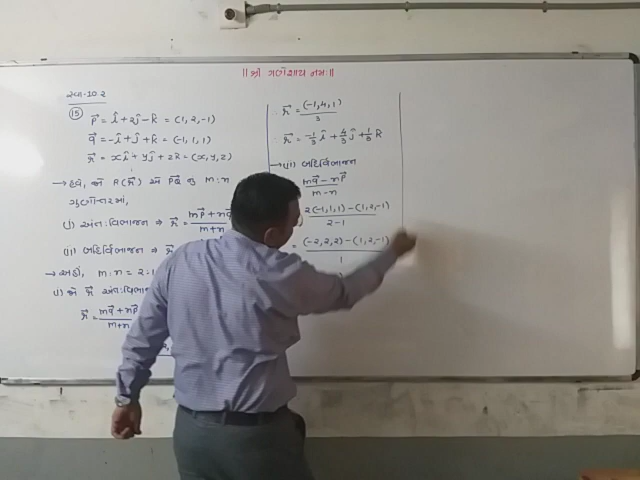 || શ્રી ગણેશાય નમઃ ||
સ્વા-10.2
(15)
p⃗ = î + 2ĵ − k̂ = (1, 2, −1)
q⃗ = −î + ĵ + k̂ = (−1, 1, 1)
r⃗ = xî + yĵ + zk̂ = (x, y, z)
→ હવે, જો R(r⃗) એ PQ નું m:n
ગુણોત્તરમાં,
(i) અંતઃવિભાજન ⇒ r⃗ = mp⃗ + nq⃗ / m+n
(ii) બહિર્વિભાજન ⇒
→ અહીં, m:n = 2:1
(i) જો r⃗ અંતઃવિભા
r⃗ = mq⃗ + np⃗ / m+n
∴ r⃗ = (−1, 4, 1) / 3
∴ r⃗ = −1/3 î + 4/3 ĵ + 1/3 k̂
→ (ii) બહિર્વિભાજન
mq⃗ − np⃗ / m−n
2(−1, 1, 1) − (1, 2, −1) / 2−1
= (−2, 2, 2) − (1, 2, −1) / 1